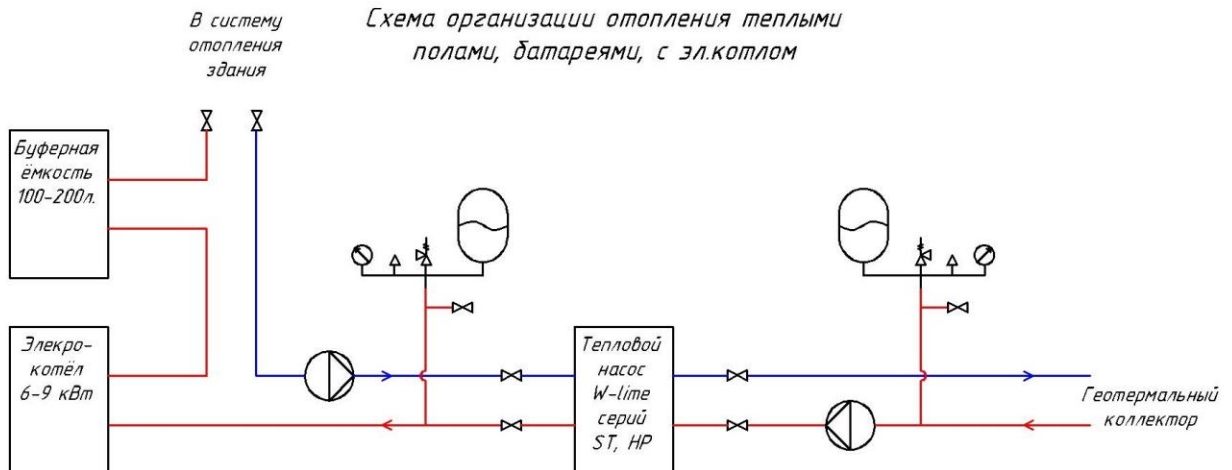 В систему
отопления
здания
Схема организации отопления теплыми
полами, батареями, с эл.котлом
Буферная
ёмкость
100-200л.
Элекро-
котёл
6-9 кВт
Тепловой
насос
W-lime
серий
ST, HP
Геотермальный
коллектор